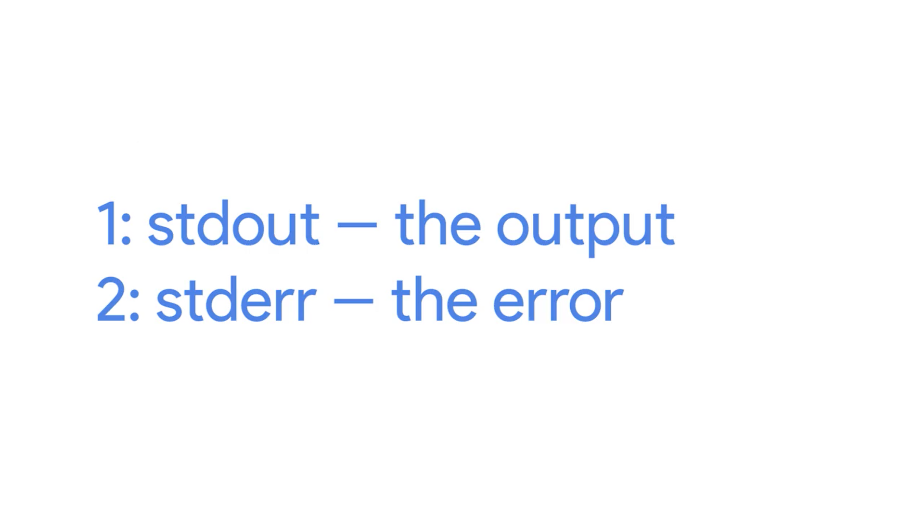 1: stdout — the output
2: stderr — the error